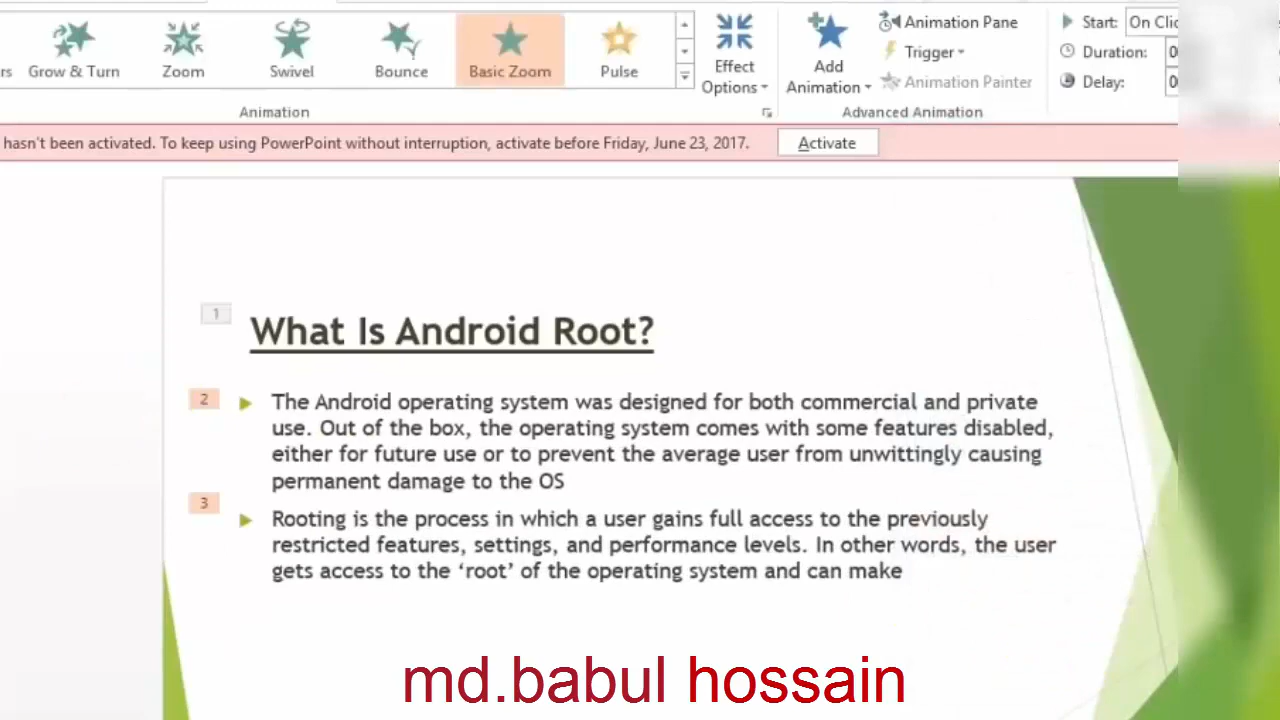 rs Grow & Turn Zoom Swivel Bounce Basic Zoom Pulse
Effect
Options
Add
Animation
Animation Pane
Trigger
Animation Painter
Start: On Clic
Duration: 0
Delay: 0
Animation
Advanced Animation
hasn't been activated. To keep using PowerPoint without interruption, activate before Friday, June 23, 2017. Activate
1
What Is Android Root?
2
The Android operating system was designed for both commercial and private
use. Out of the box, the operating system comes with some features disabled,
either for future use or to prevent the average user from unwittingly causing
permanent damage to the OS
3
Rooting is the process in which a user gains full access to the previously
restricted features, settings, and performance levels. In other words, the user
gets access to the ‘root’ of the operating system and can make
md.babul hossain